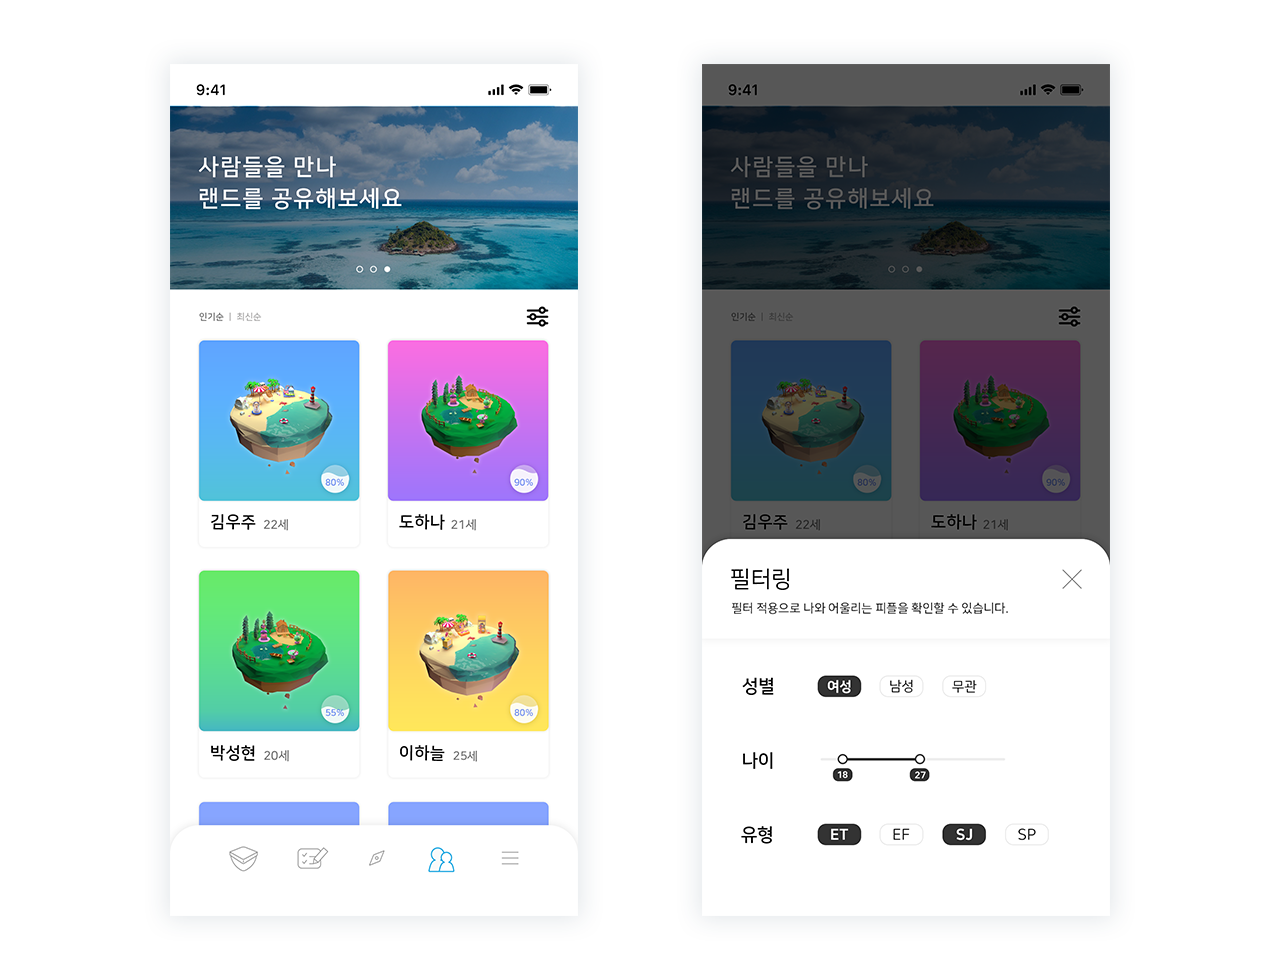 9:41
사람들을 만나
랜드를 공유해보세요
인기순 | 최신순
80%
90%
김우주 22세
도하나 21세
55%
80%
박성현 20세
이하늘 25세
9:41
사람들을 만나
랜드를 공유해보세요
인기순 | 최신순
80%
90%
김우주 22세
도하나 21세
필터링
필터 적용으로 나와 어울리는 피플을 확인할 수 있습니다.
성별 여성 남성 무관
나이
18 27
유형 ET EF SJ SP